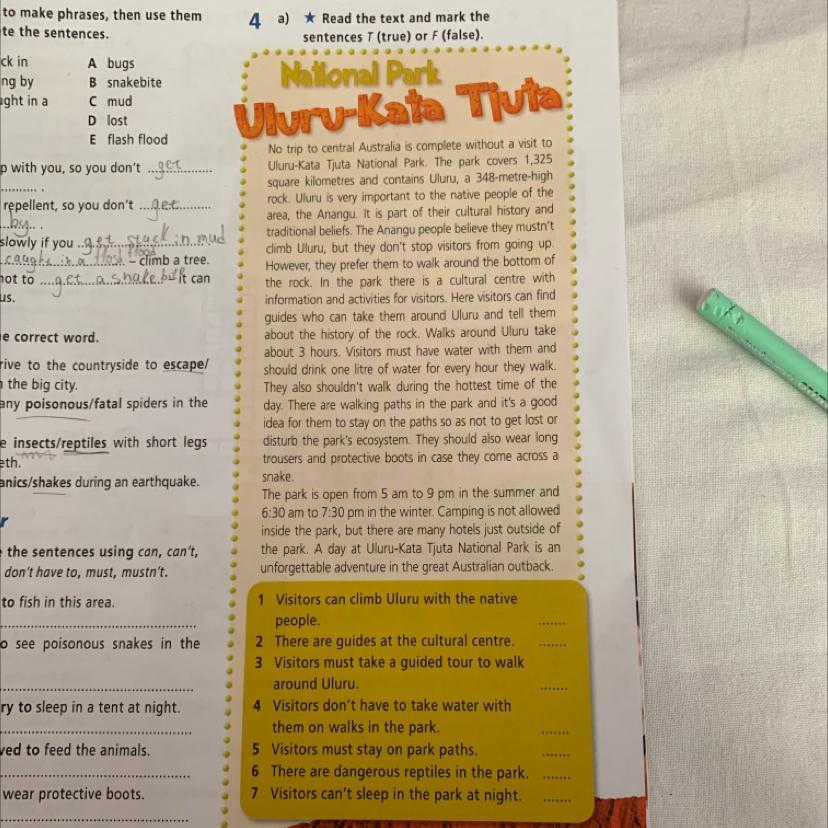 to make phrases, then use them
te the sentences.
ck in
ng by
ght in a
A bugs
B snakebite
C mud
D lost
E flash flood
p with you, so you don't ...get...........
.......... .
repellent, so you don't ....get.........
...by... .
slowly if you ..get stuck in mud
caught in a flash flood – climb a tree.
not to ....get a snakebite it can
us.
e correct word.
rive to the countryside to escape/
n the big city.
any poisonous/fatal spiders in the
e insects/reptiles with short legs
eth.
anics/shakes during an earthquake.
r
e the sentences using can, can't,
don't have to, must, mustn't.
to fish in this area.
o see poisonous snakes in the
ry to sleep in a tent at night.
ved to feed the animals.
wear protective boots.
4 a) ★ Read the text and mark the
sentences T (true) or F (false).
National Park
Uluru-Kata Tjuta
No trip to central Australia is complete without a visit to
Uluru-Kata Tjuta National Park. The park covers 1,325
square kilometres and contains Uluru, a 348-metre-high
rock. Uluru is very important to the native people of the
area, the Anangu. It is part of their cultural history and
traditional beliefs. The Anangu people believe they mustn't
climb Uluru, but they don't stop visitors from going up.
However, they prefer them to walk around the bottom of
the rock. In the park there is a cultural centre with
information and activities for visitors. Here visitors can find
guides who can take them around Uluru and tell them
about the history of the rock. Walks around Uluru take
about 3 hours. Visitors must have water with them and
should drink one litre of water for every hour they walk.
They also shouldn't walk during the hottest time of the
day. There are walking paths in the park and it's a good
idea for them to stay on the paths so as not to get lost or
disturb the park's ecosystem. They should also wear long
trousers and protective boots in case they come across a
snake.
The park is open from 5 am to 9 pm in the summer and
6:30 am to 7:30 pm in the winter. Camping is not allowed
inside the park, but there are many hotels just outside of
the park. A day at Uluru-Kata Tjuta National Park is an
unforgettable adventure in the great Australian outback.
1 Visitors can climb Uluru with the native
people. .......
2 There are guides at the cultural centre. .......
3 Visitors must take a guided tour to walk
around Uluru. .......
4 Visitors don't have to take water with
them on walks in the park. .......
5 Visitors must stay on park paths. .......
6 There are dangerous reptiles in the park. .......
7 Visitors can't sleep in the park at night. .......